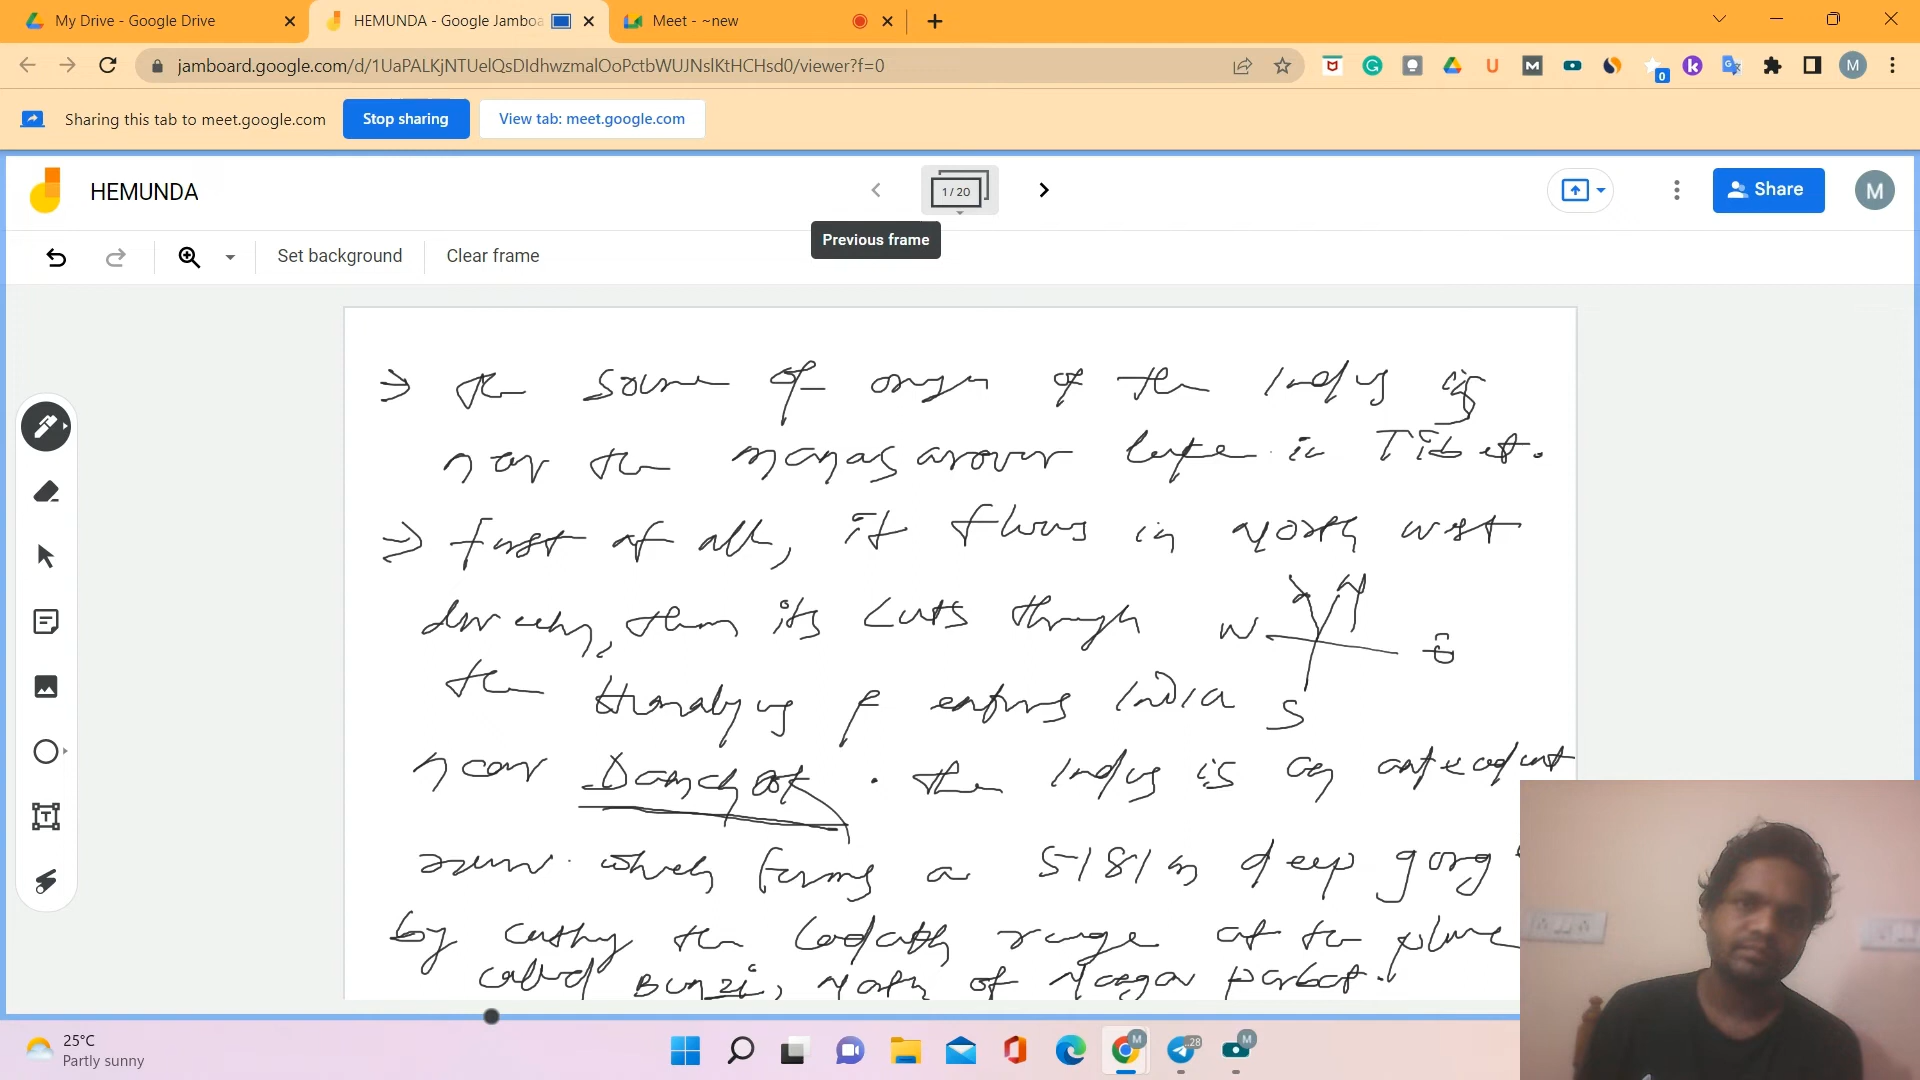 My Drive - Google Drive
HEMUNDA - Google Jamboa
Meet - ~new
jamboard.google.com/d/1UaPALKjNTUelQsDIdhwzmalOoPctbWUJNslKtHCHsd0/viewer?f=0
Sharing this tab to meet.google.com
Stop sharing
View tab: meet.google.com
HEMUNDA
1 / 20
Share
M
Previous frame
Set background
Clear frame
⇒ the source of origin of the Indus is
near the manasarovar lake in Tibet.
⇒ first of all, it flows in North west
direction, then its cuts through
W N E S
the Himalayas & enters India
near Damchok. the Indus is an antecedent
river which forms a 5181 m deep gorge
by cutting the Ladakh range at the place
called Bunzi, North of Nanga Parbat.
25°C
Partly sunny